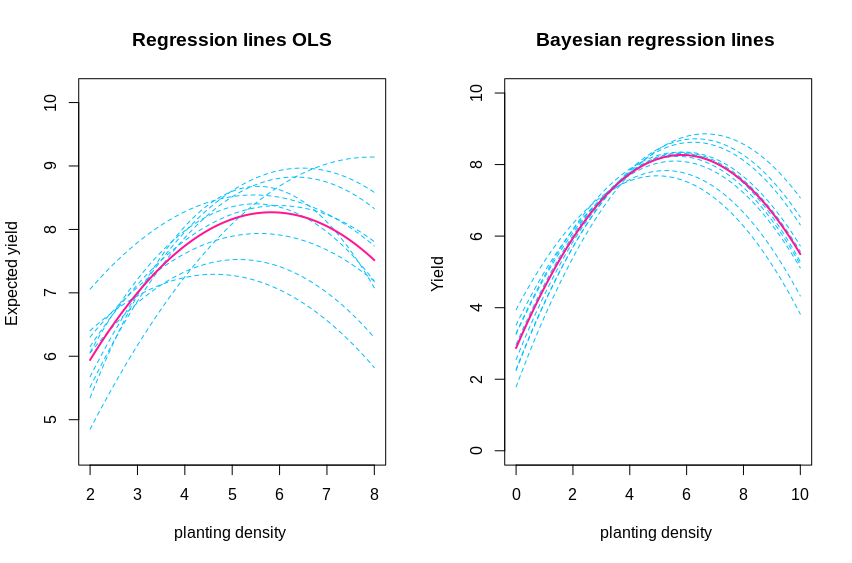 Regression lines OLS
Expected yield
10
9
8
7
6
5
2 3 4 5 6 7 8
planting density
Bayesian regression lines
Yield
10
8
6
4
2
0
0 2 4 6 8 10
planting density